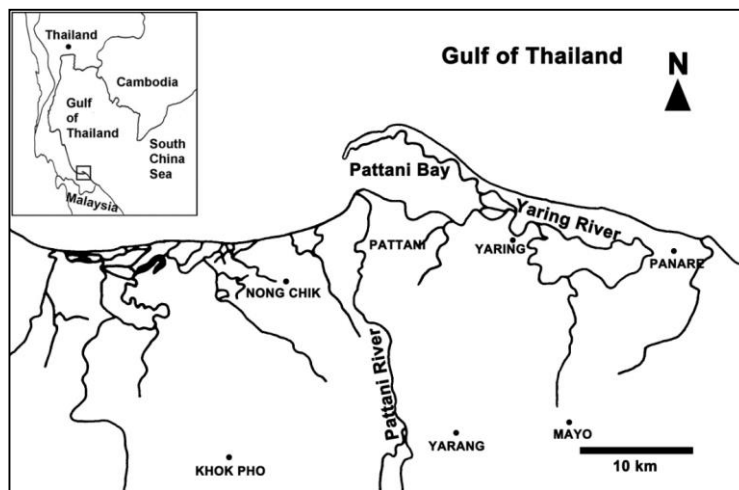 Thailand
Cambodia
Gulf
of
Thailand
South
China
Sea
Malaysia
Gulf of Thailand
N
Pattani Bay
Yaring River
PATTANI
YARING
PANARE
NONG CHIK
Pattani River
YARANG
MAYO
KHOK PHO
10 km